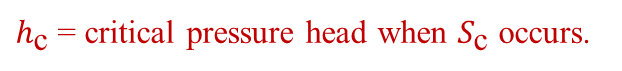 h_c = critical pressure head when S_c occurs.